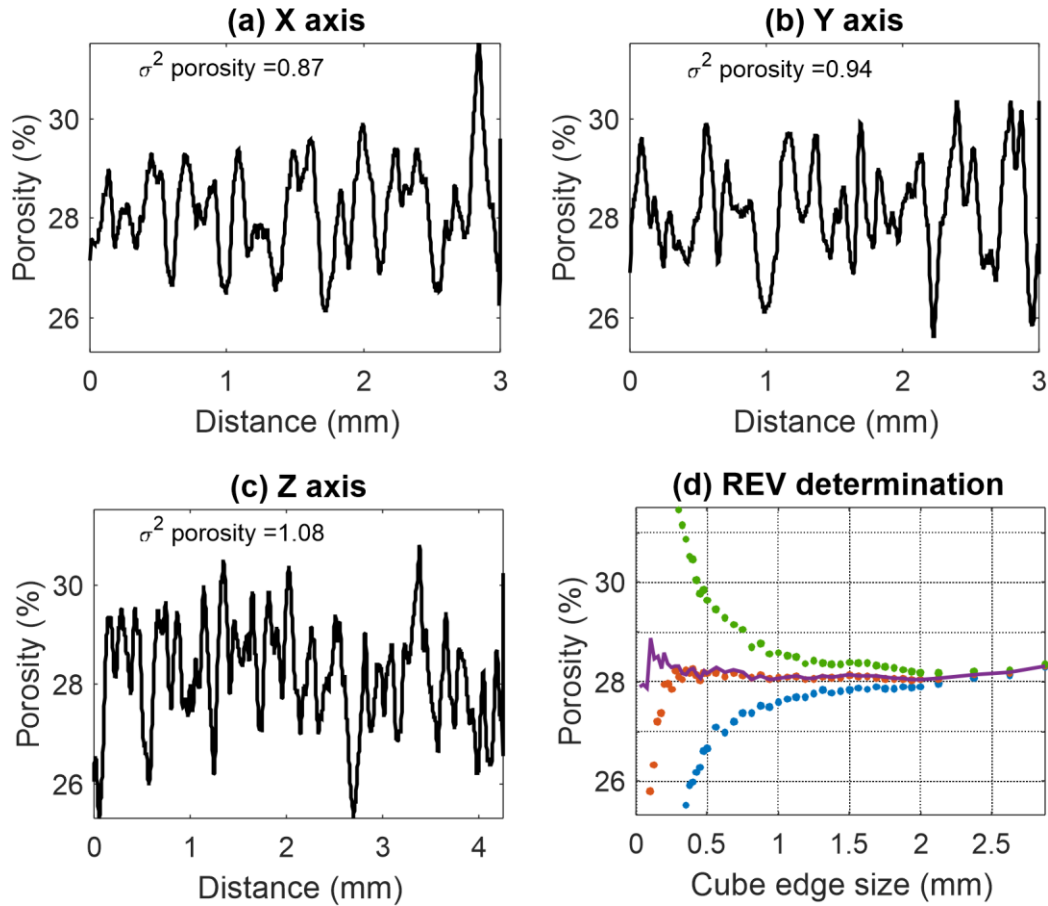 (a) X axis
σ² porosity =0.87
Porosity (%)
30
28
26
0 1 2 3
Distance (mm)
(b) Y axis
σ² porosity =0.94
Porosity (%)
30
28
26
0 1 2 3
Distance (mm)
(c) Z axis
σ² porosity =1.08
Porosity (%)
30
28
26
0 1 2 3 4
Distance (mm)
(d) REV determination
Porosity (%)
30
28
26
0 0.5 1 1.5 2 2.5
Cube edge size (mm)